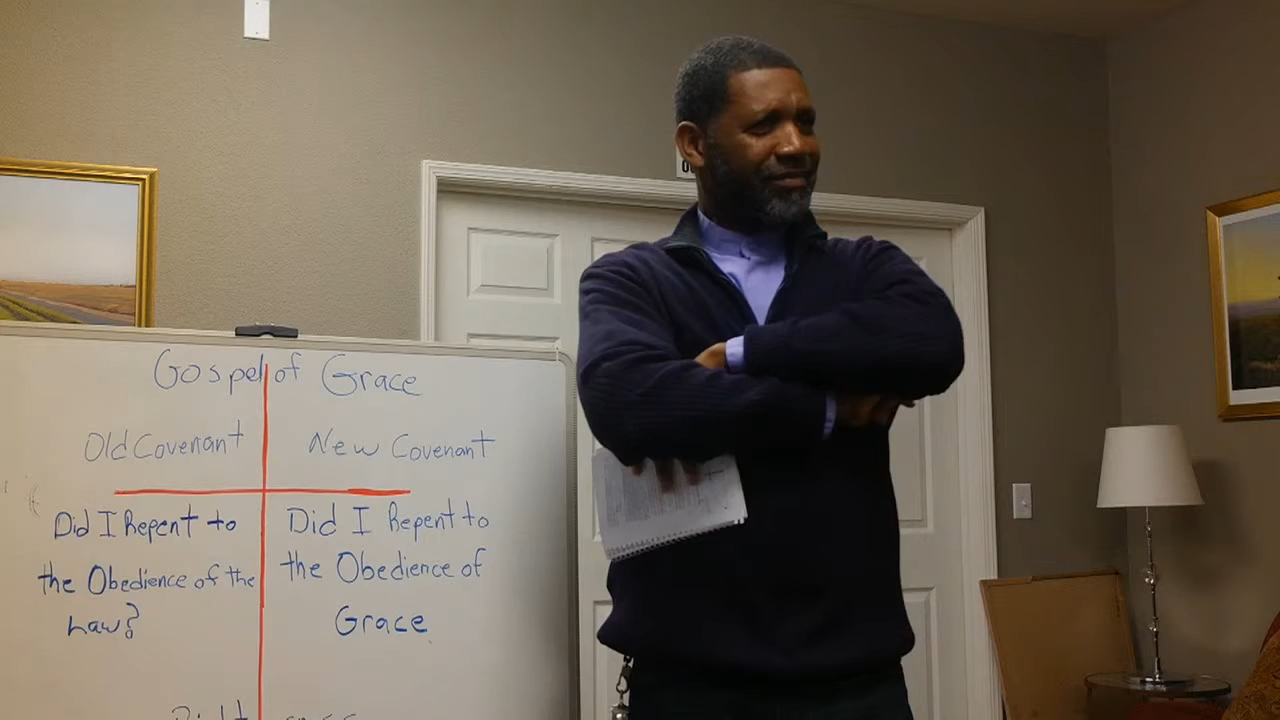 Gospel of Grace
Old Covenant
New Covenant
Did I Repent to
the Obedience of the
Law?
Did I Repent to
the Obedience of
Grace